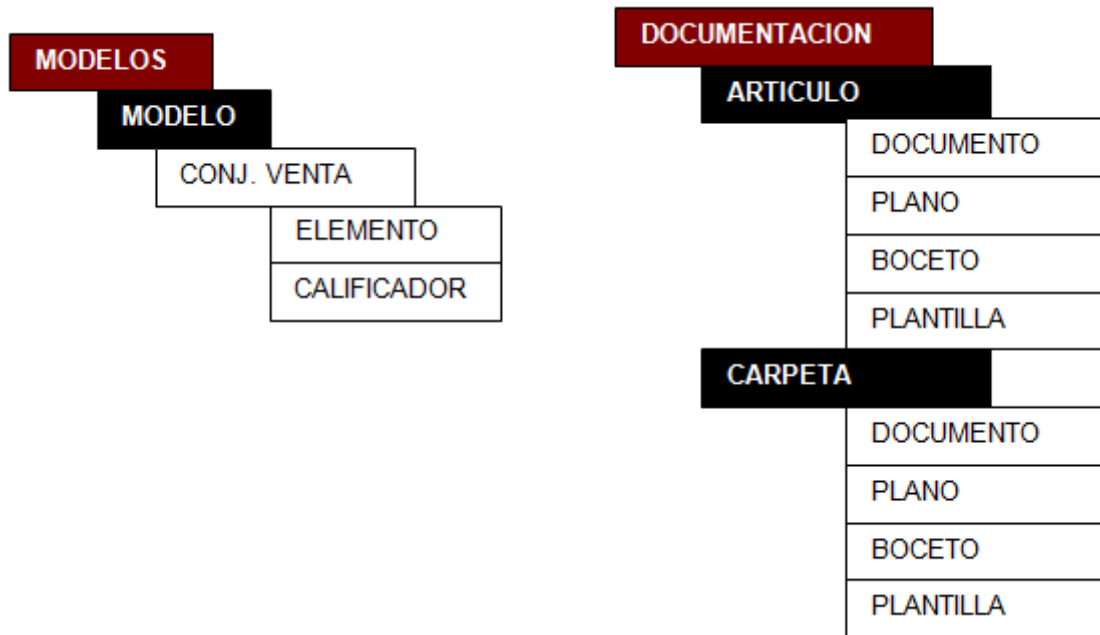 MODELOS
MODELO
CONJ. VENTA
ELEMENTO
CALIFICADOR
DOCUMENTACION
ARTICULO
DOCUMENTO
PLANO
BOCETO
PLANTILLA
CARPETA
DOCUMENTO
PLANO
BOCETO
PLANTILLA